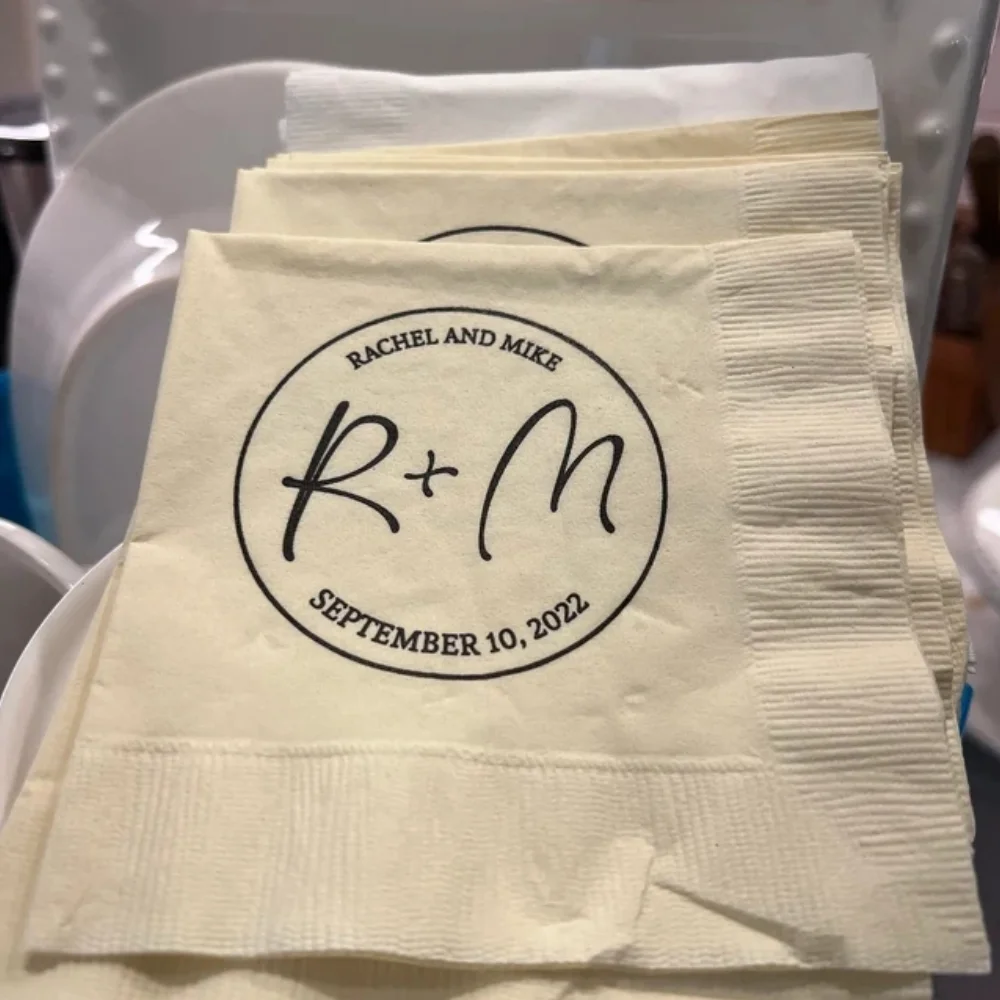 RACHEL AND MIKE
R + M
SEPTEMBER 10, 2022